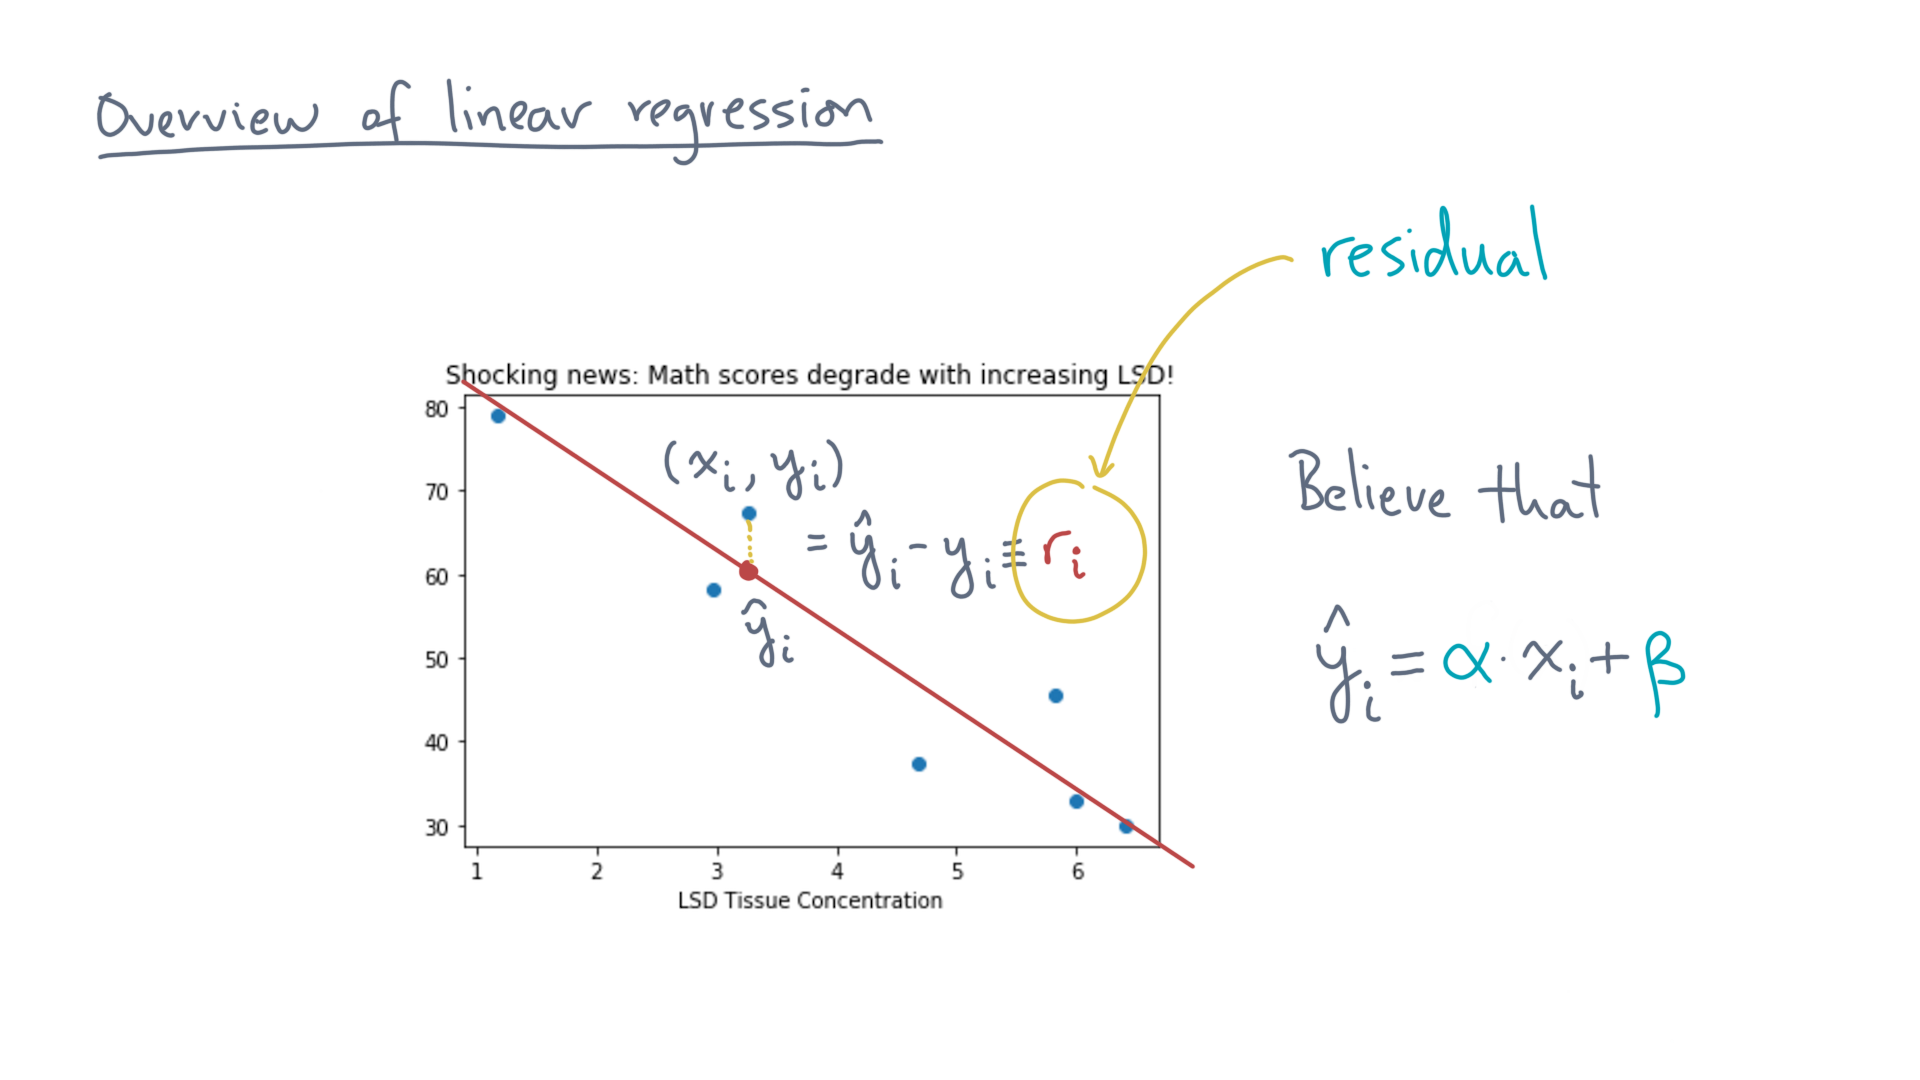 Overview of linear regression
residual
Shocking news: Math scores degrade with increasing LSD!
80
70
60
50
40
30
(xᵢ, yᵢ)
= ŷᵢ - yᵢ ≡ rᵢ
ŷᵢ
1 2 3 4 5 6
LSD Tissue Concentration
Believe that
ŷᵢ = α · xᵢ + β